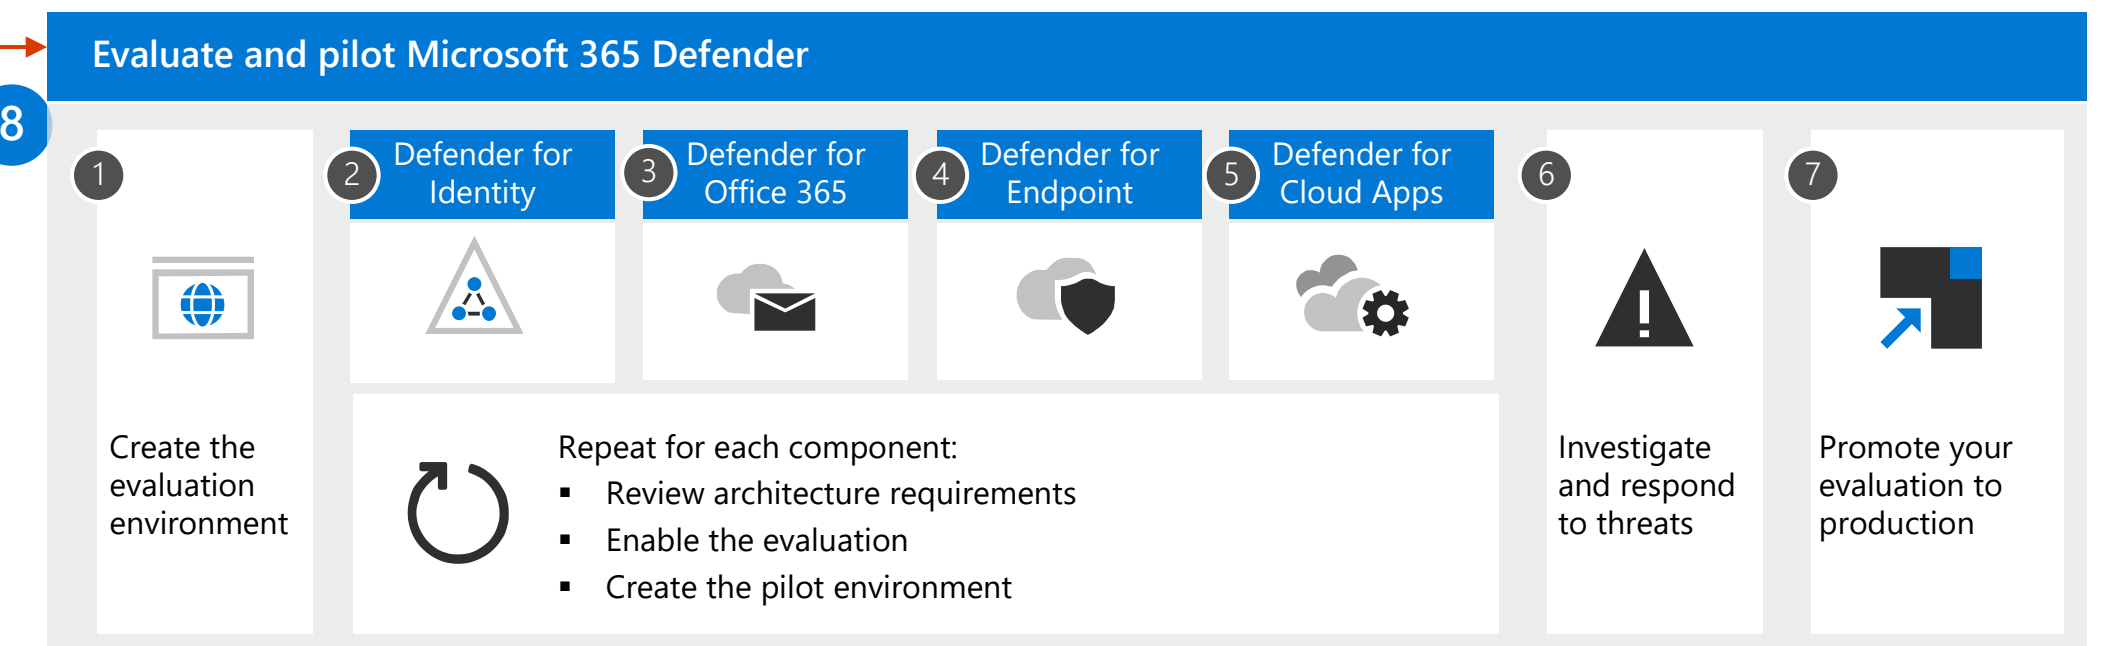 Evaluate and pilot Microsoft 365 Defender
8
1
2
Defender for
Identity
3
Defender for
Office 365
4
Defender for
Endpoint
5
Defender for
Cloud Apps
6
7
Create the
evaluation
environment
Repeat for each component:
▪ Review architecture requirements
▪ Enable the evaluation
▪ Create the pilot environment
Investigate
and respond
to threats
Promote your
evaluation to
production